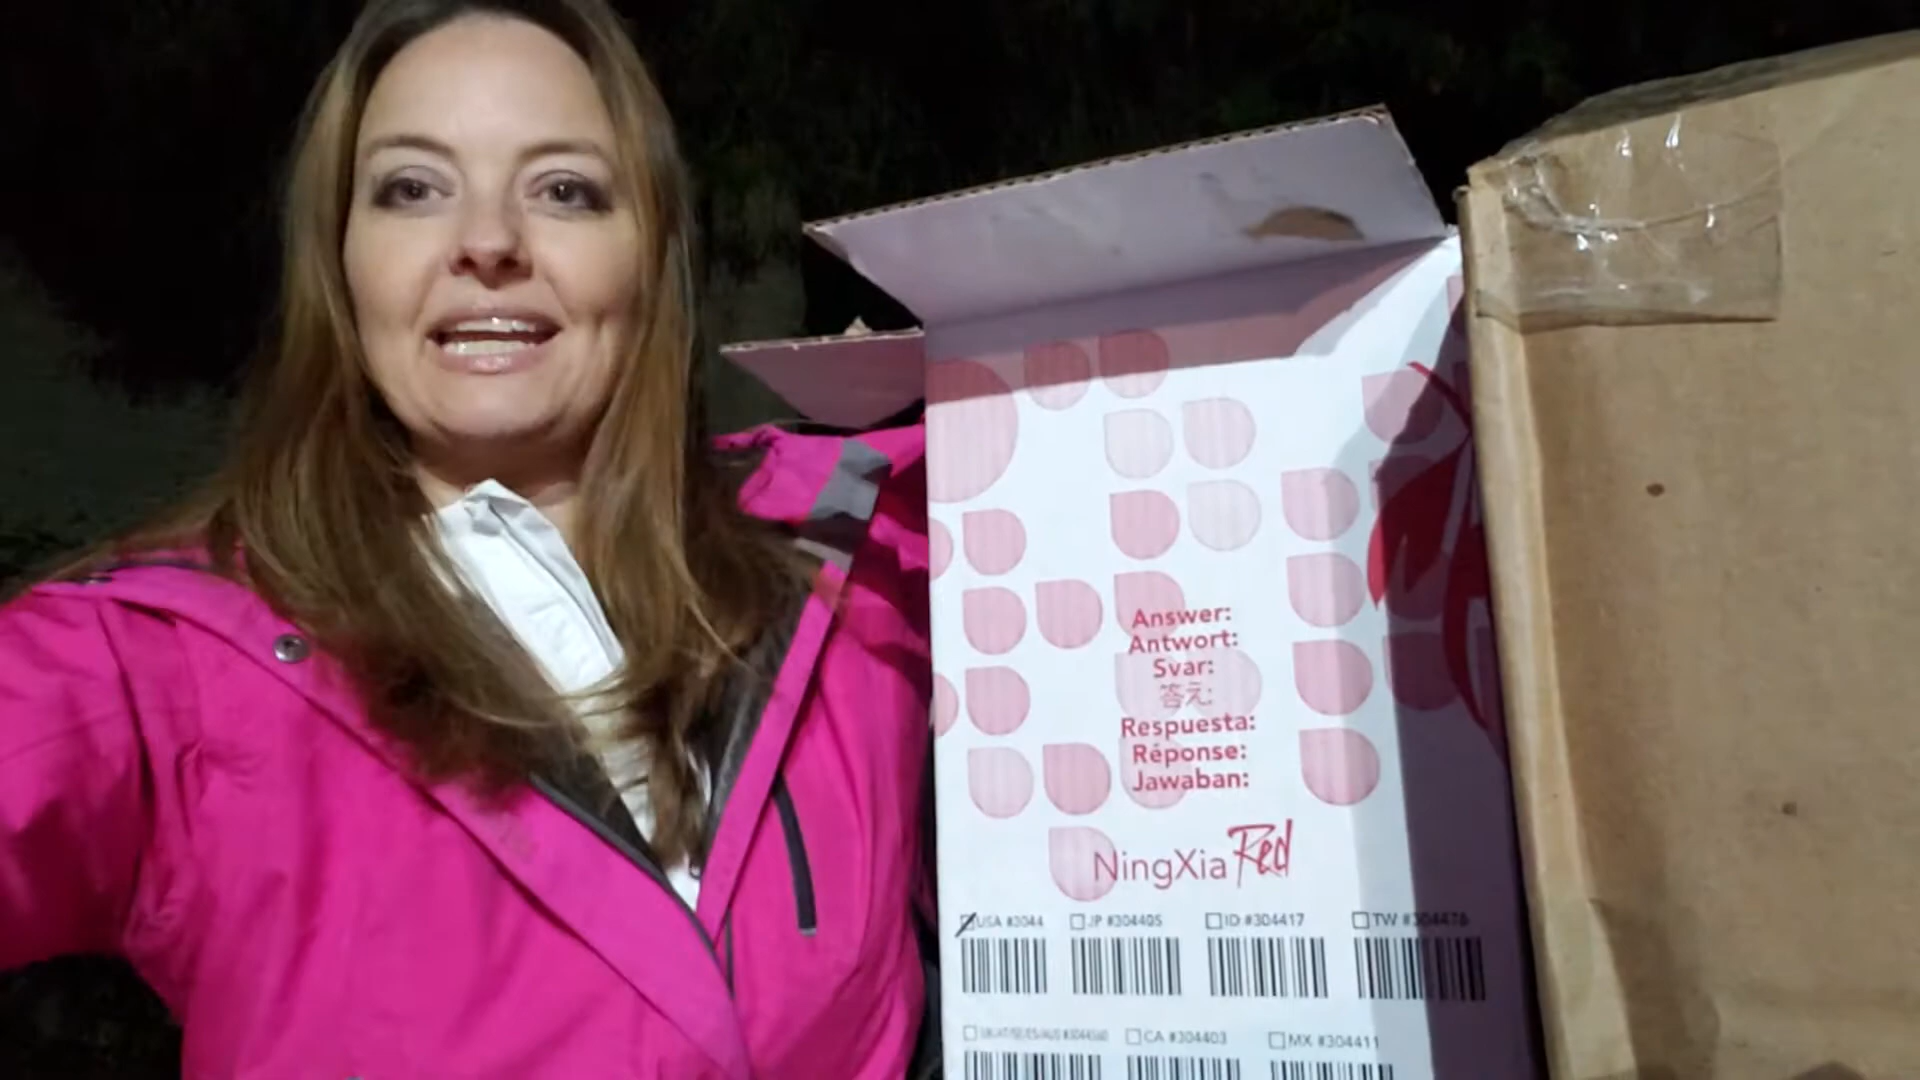 Answer:
Antwort:
Svar:
答え:
Respuesta:
Réponse:
Jawaban:
NingXia Red
USA #3044 JP #304405 ID #304417 TW #304476
CA #304403 MX #304411